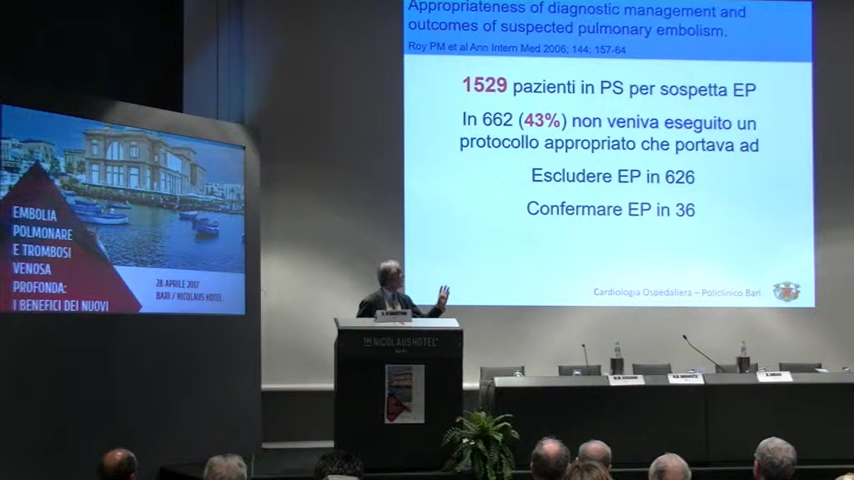 Appropriateness of diagnostic management and
outcomes of suspected pulmonary embolism.
Roy PM et al Ann Intern Med 2006; 144; 157-64
1529 pazienti in PS per sospetta EP
In 662 (43%) non veniva eseguito un
protocollo appropriato che portava ad
Escludere EP in 626
Confermare EP in 36
Cardiologia Ospedaliera – Policlinico Bari
EMBOLIA
POLMONARE
E TROMBOSI
VENOSA
PROFONDA:
I BENEFICI DEI NUOVI
28 APRILE 2017
BARI / NICOLAUS HOTEL
THE NICOLAUSHOTEL
BARI